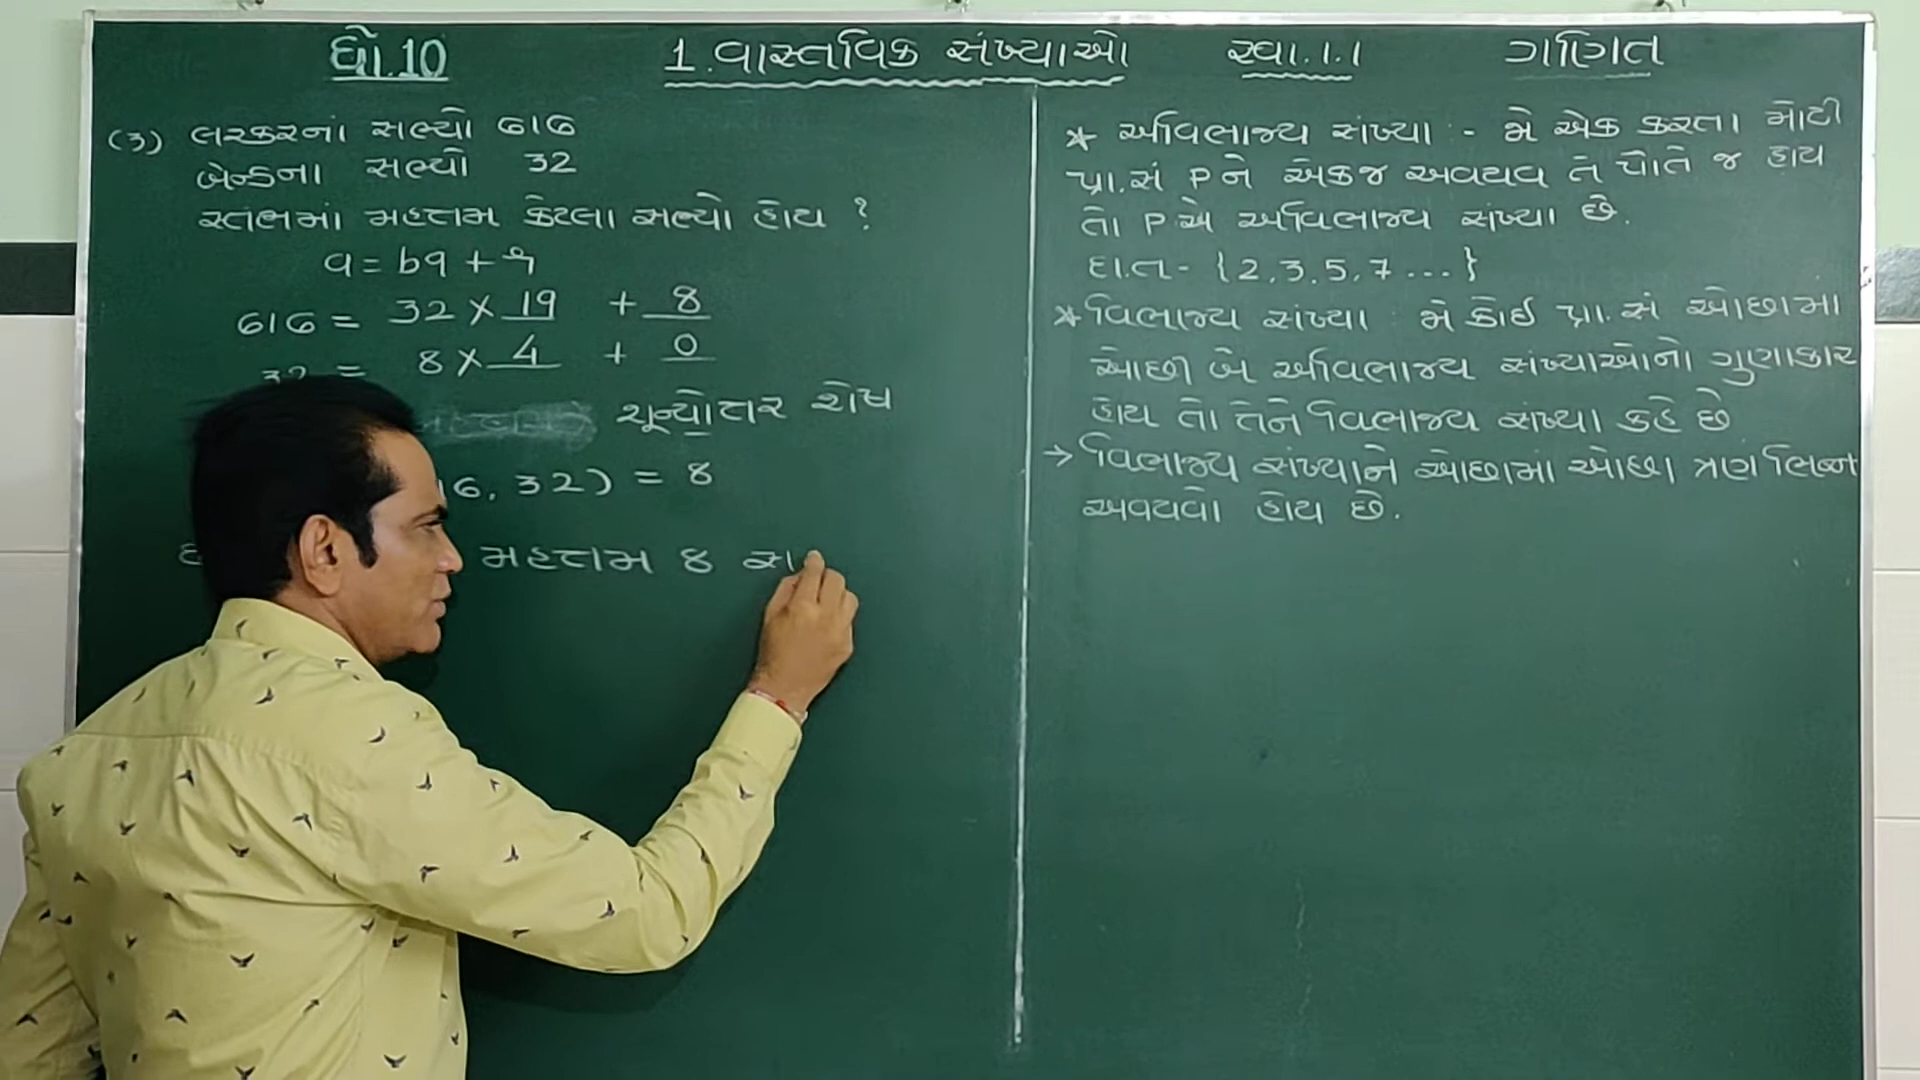 ધો.10 1.વાસ્તવિક સંખ્યાઓ સ્વા.1.1 ગણિત
(૩) લશ્કરનાં સભ્યો 616
બેન્ડના સભ્યો 32
સ્તંભમાં મહત્તમ કેટલા સભ્યો હોય ?
a = bq + r
616 = 32 × 19 + 8
32 = 8 × 4 + 0
શૂન્યોત્તર શેષ
16, 32) = 8
મહત્તમ 8
* અવિભાજ્ય સંખ્યા :- જે એક કરતા મોટી
પ્રા.સં P ને એકજ અવયવ તે પોતે જ હોય
તો P એ અવિભાજ્ય સંખ્યા છે.
દા.ત - {2,3,5,7 ...}
* વિભાજ્ય સંખ્યા : જે કોઈ પ્રા.સં ઓછામાં
ઓછી બે અવિભાજ્ય સંખ્યાઓનો ગુણાકાર
હોય તો તેને વિભાજ્ય સંખ્યા કહે છે
→ વિભાજ્ય સંખ્યાને ઓછામાં ઓછા ત્રણ ભિન્ન
અવયવો હોય છે.